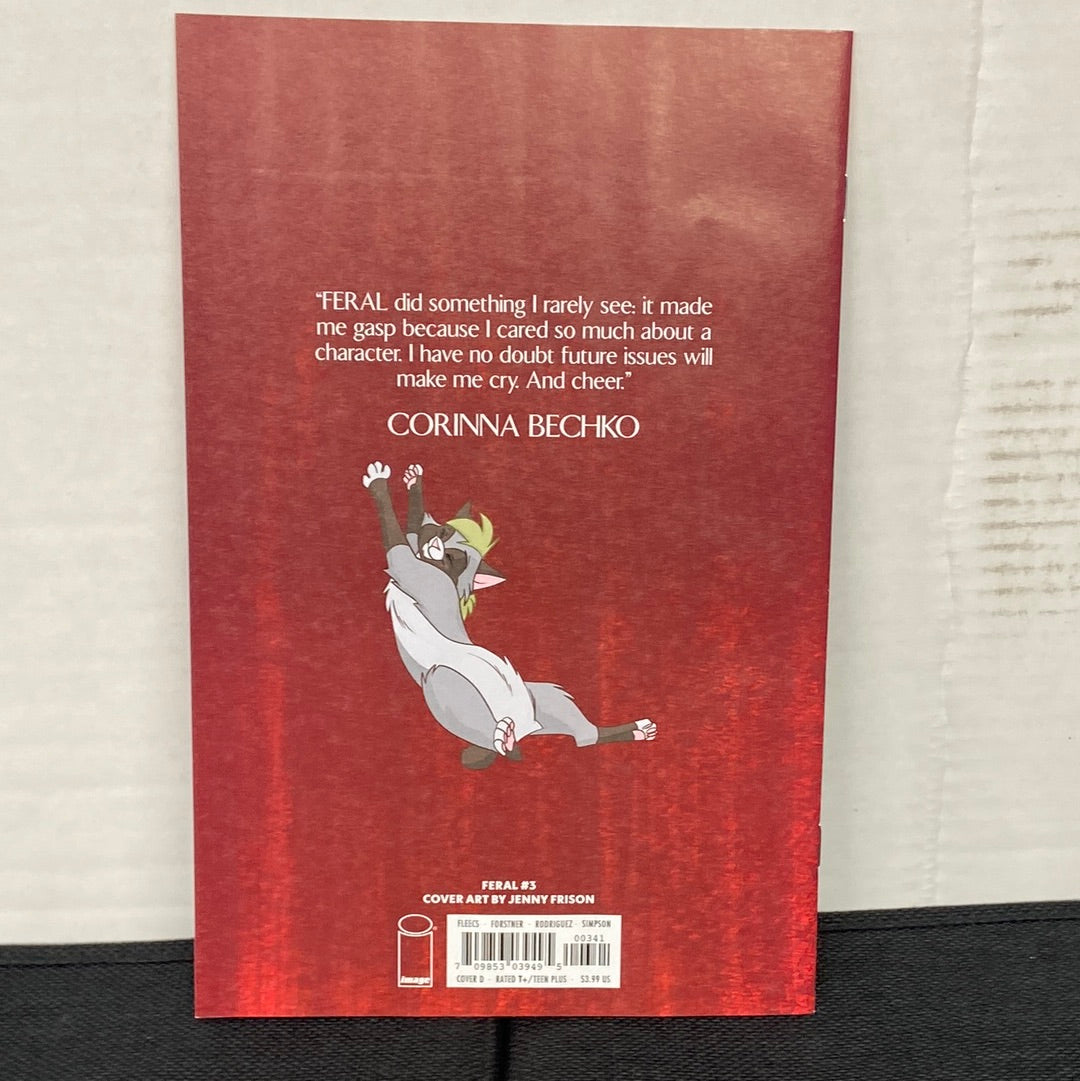 “FERAL did something I rarely see: it made
me gasp because I cared so much about a
character. I have no doubt future issues will
make me cry. And cheer.”
CORINNA BECHKO
FERAL #3
COVER ART BY JENNY FRISON
image
FLEECS · FORSTNER · RODRIGUEZ · SIMPSON
00341
7 09853 03949 5
COVER D · RATED T+/TEEN PLUS · $3.99 US